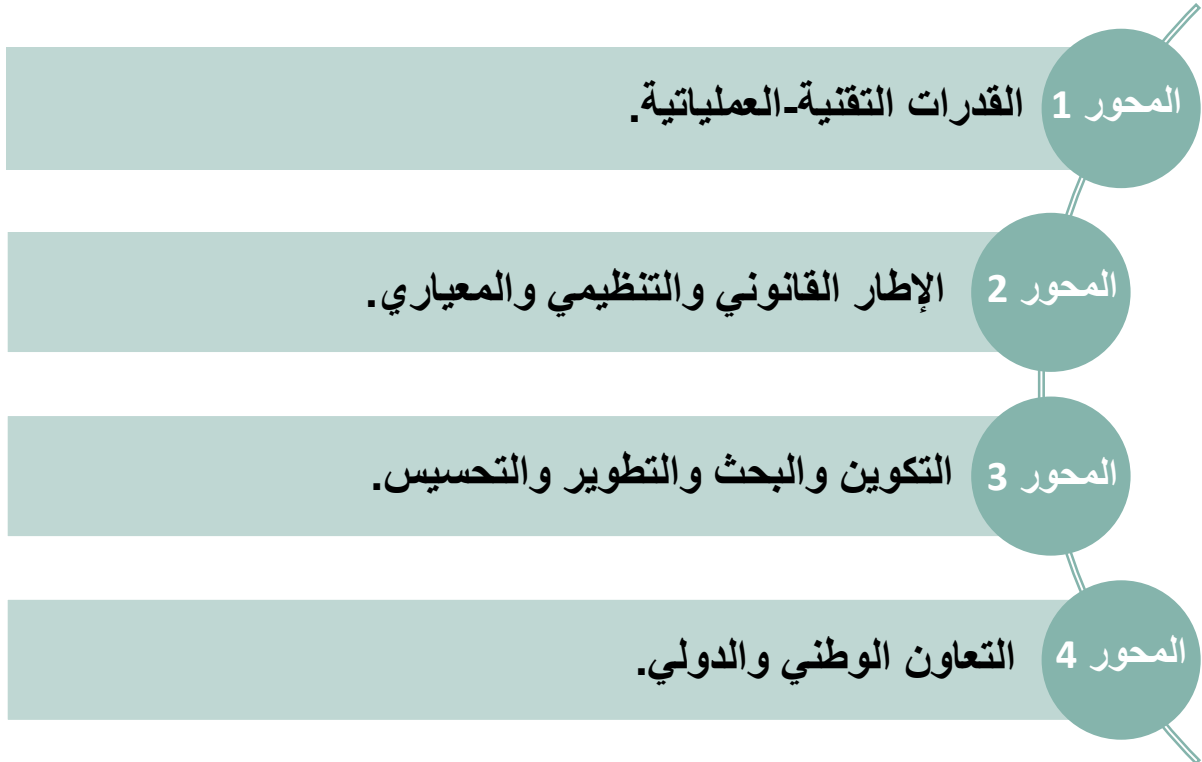 المحور 1
القدرات التقنية-العملياتية.
المحور 2
الإطار القانوني والتنظيمي والمعياري.
المحور 3
التكوين والبحث والتطوير والتحسيس.
المحور 4
التعاون الوطني والدولي.